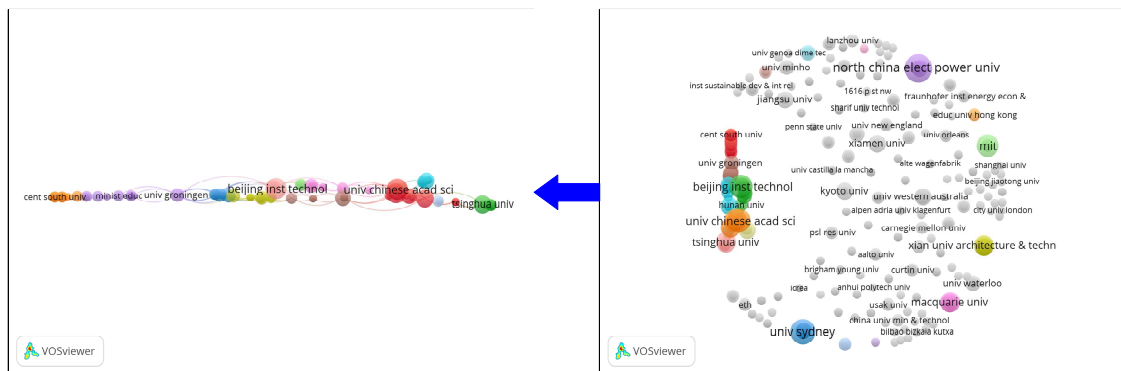 cent south univ
minist educ
univ groningen
beijing inst technol
univ chinese acad sci
tsinghua univ
VOSviewer
lanzhou univ
univ genoa dime tec
univ minho
north china elect power univ
inst sustainable dev & int rel
jiangsu univ
1616 p st nw
fraunhofer inst energy econ &
sharif univ technol
educ univ hong kong
penn state univ
univ new england
cent south univ
univ orleans
xiamen univ
mit
univ groningen
alte wagenfabrik
shanghai univ
univ castilla la mancha
beijing jiaotong univ
beijing inst technol
kyoto univ
univ western australia
hunan univ
alpen adria univ klagenfurt
city univ london
univ chinese acad sci
psl res univ
carnegie mellon univ
tsinghua univ
xian univ architecture & techn
aalto univ
brigham young univ
curtin univ
univ waterloo
korea
anhui polytech univ
eth
usak univ
macquarie univ
china univ min & technol
univ sydney
bilbao bizkaia kutxa
VOSviewer